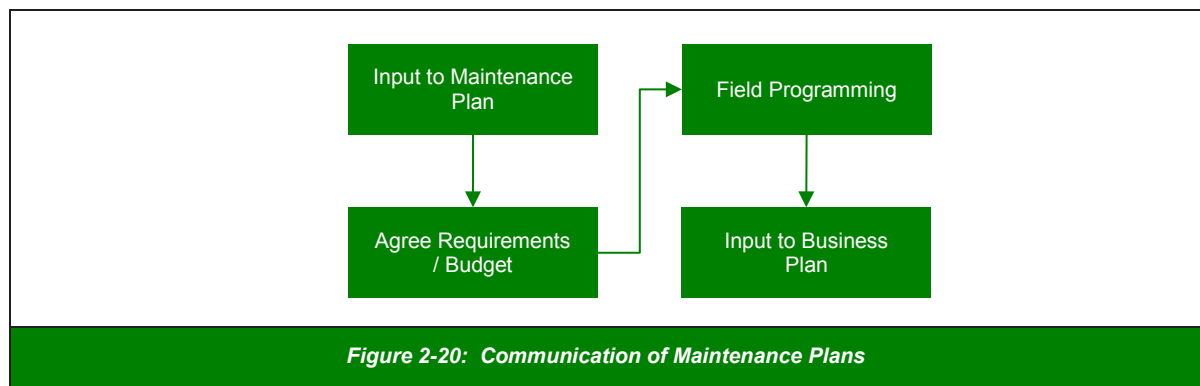 Input to Maintenance
Plan
Agree Requirements
/ Budget
Field Programming
Input to Business
Plan
Figure 2-20: Communication of Maintenance Plans